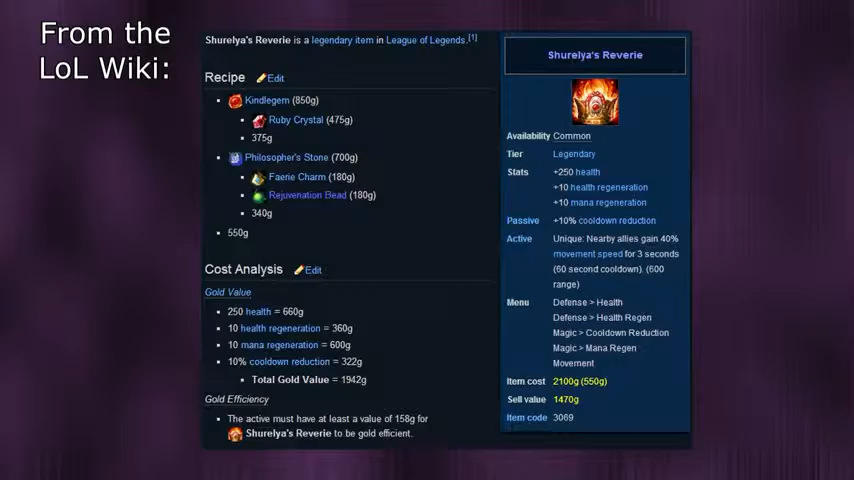 From the
LoL Wiki:
Shurelya's Reverie is a legendary item in League of Legends.[1]
Recipe Edit
Kindlegem (850g)
Ruby Crystal (475g)
375g
Philosopher's Stone (700g)
Faerie Charm (180g)
Rejuvenation Bead (180g)
340g
550g
Cost Analysis Edit
Gold Value
250 health = 660g
10 health regeneration = 360g
10 mana regeneration = 600g
10% cooldown reduction = 322g
Total Gold Value = 1942g
Gold Efficiency
The active must have at least a value of 158g for
Shurelya's Reverie to be gold efficient.
Shurelya's Reverie
Availability Common
Tier Legendary
Stats +250 health
+10 health regeneration
+10 mana regeneration
Passive +10% cooldown reduction
Active Unique: Nearby allies gain 40%
movement speed for 3 seconds
(60 second cooldown). (600
range)
Menu Defense > Health
Defense > Health Regen
Magic > Cooldown Reduction
Magic > Mana Regen
Movement
Item cost 2100g (550g)
Sell value 1470g
Item code 3069